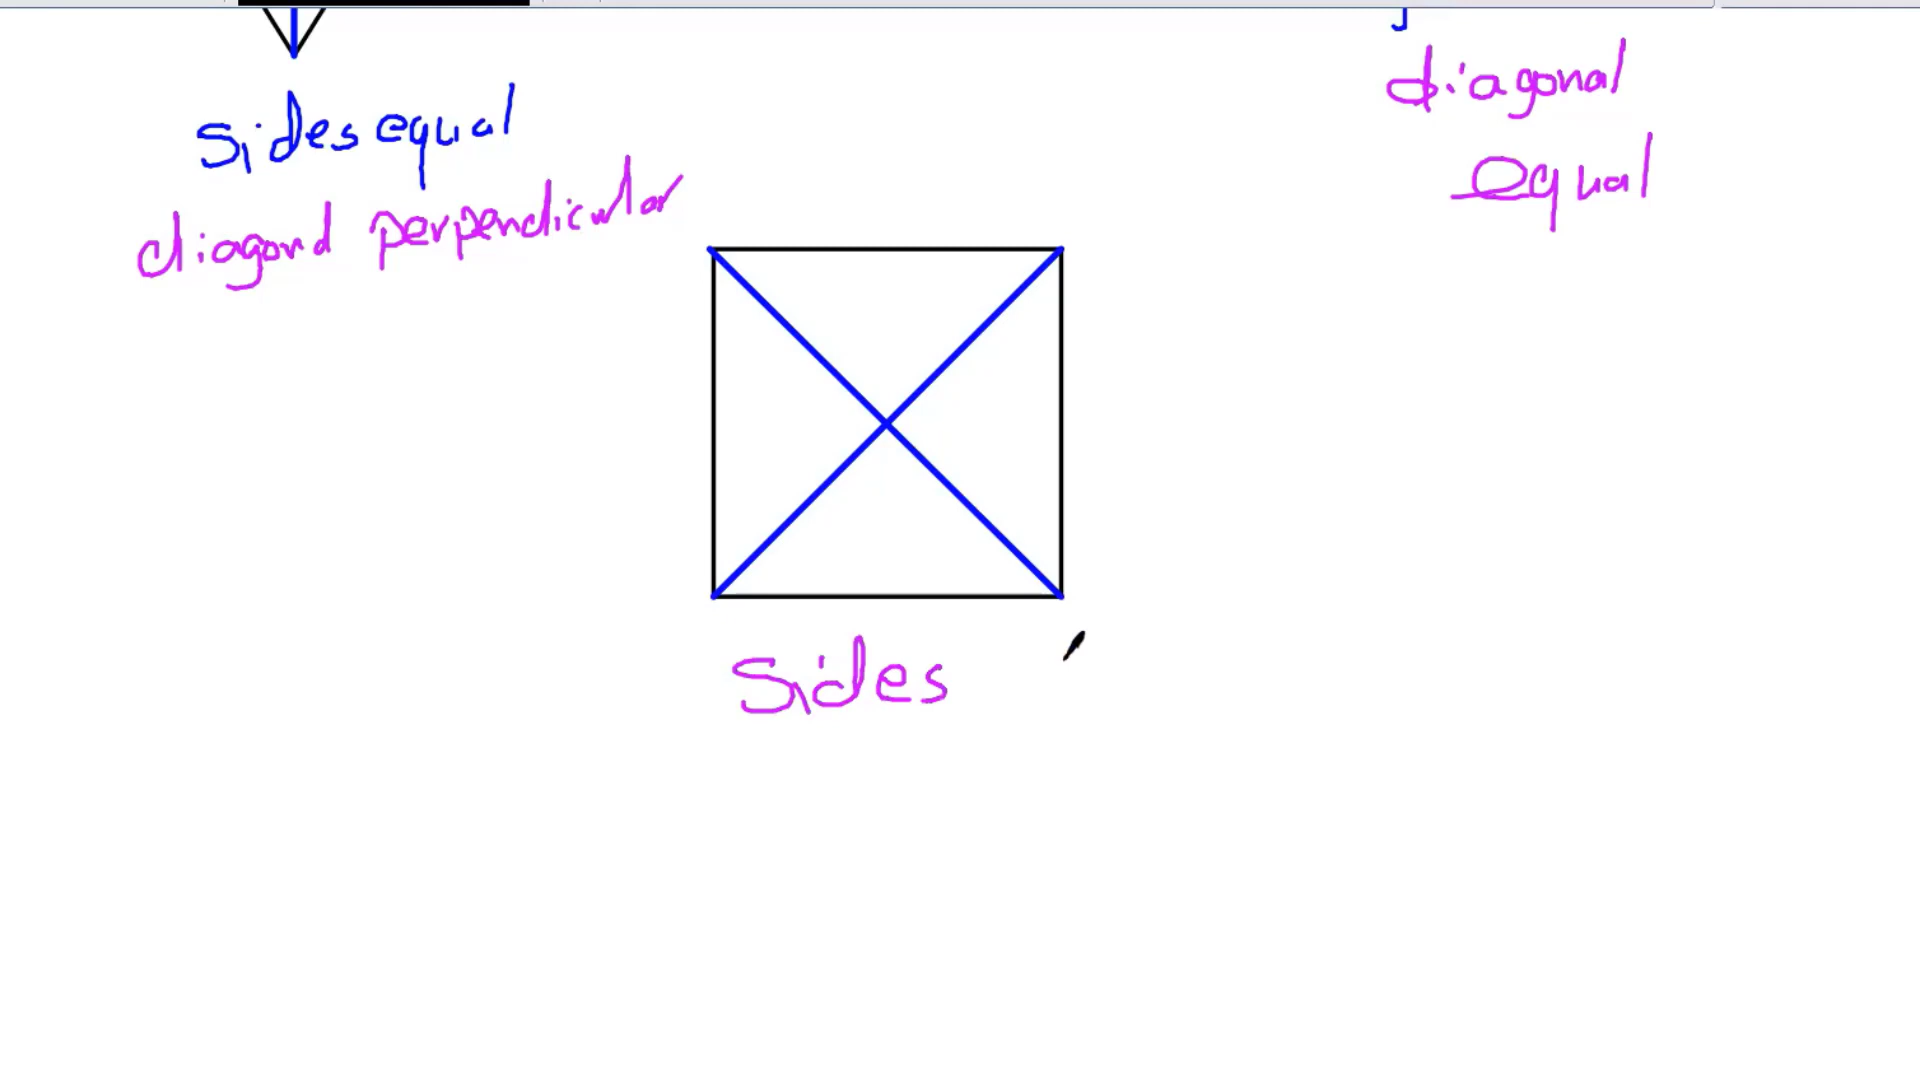 sides equal
diagonal perpendicular
diagonal
equal
Sides